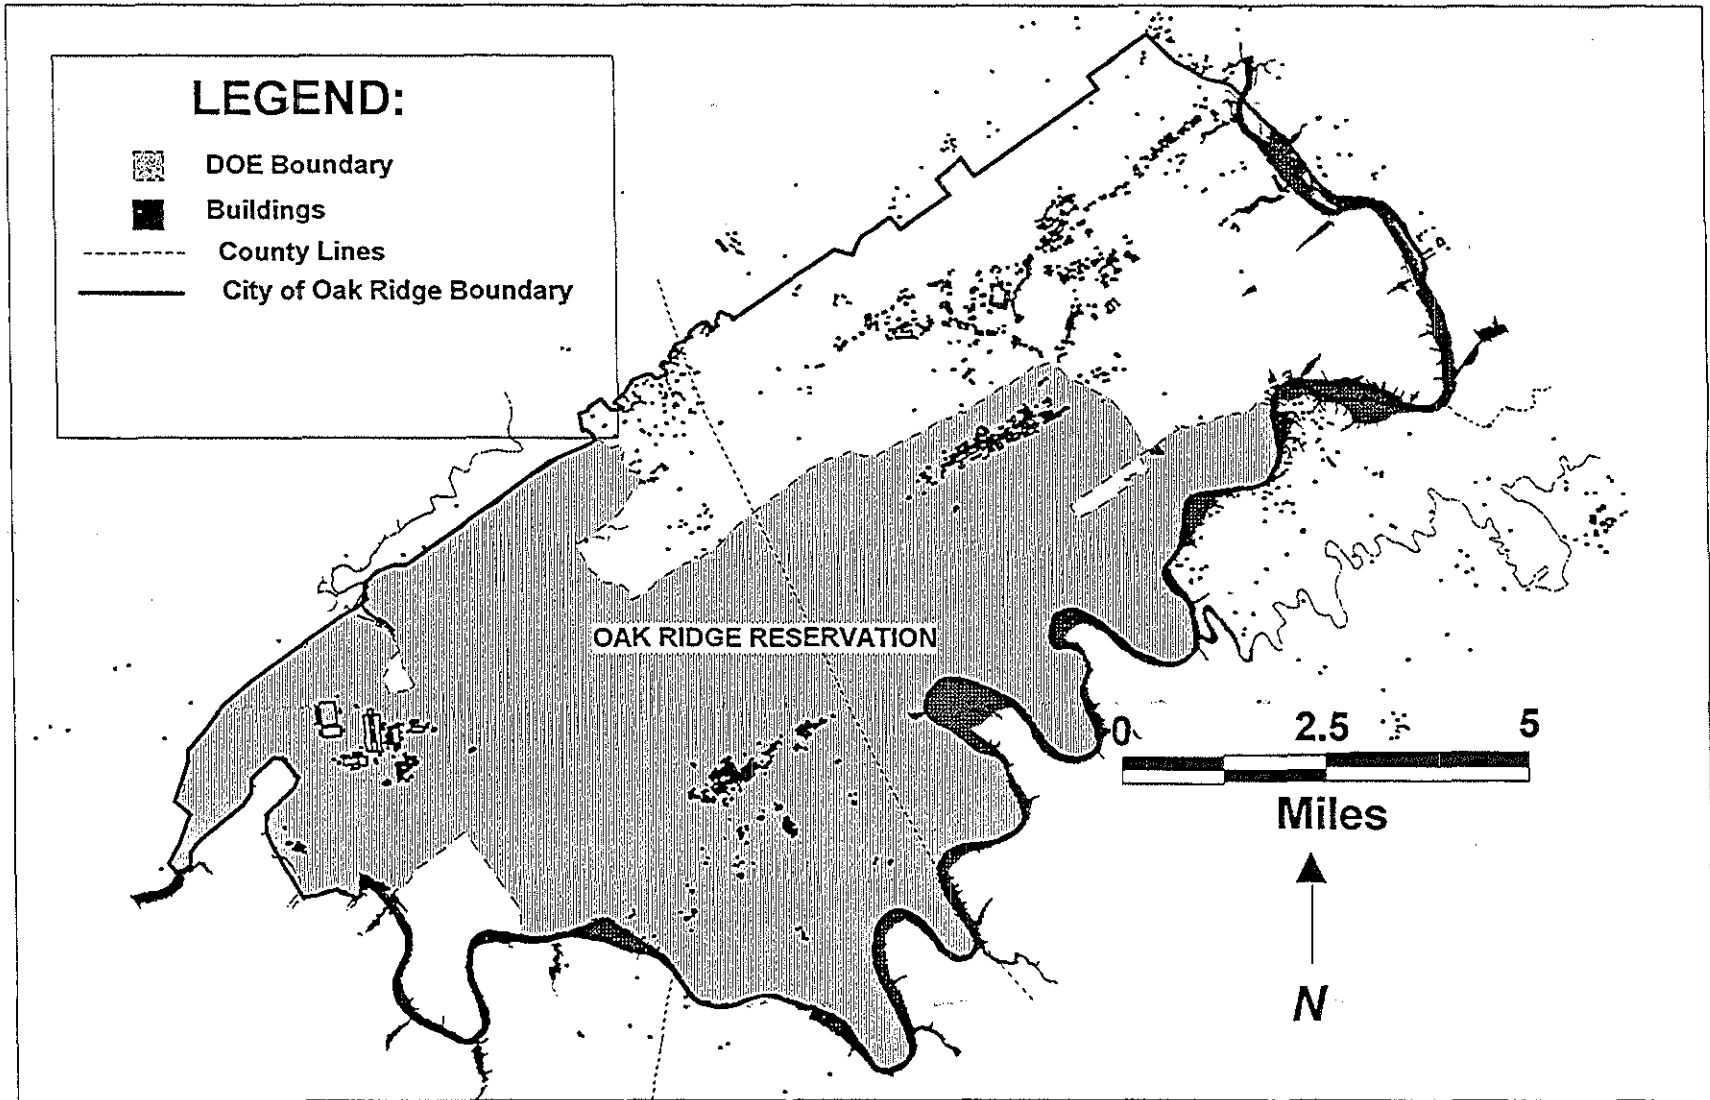 LEGEND:
DOE Boundary
Buildings
County Lines
City of Oak Ridge Boundary
OAK RIDGE RESERVATION
0 2.5 5
Miles
N